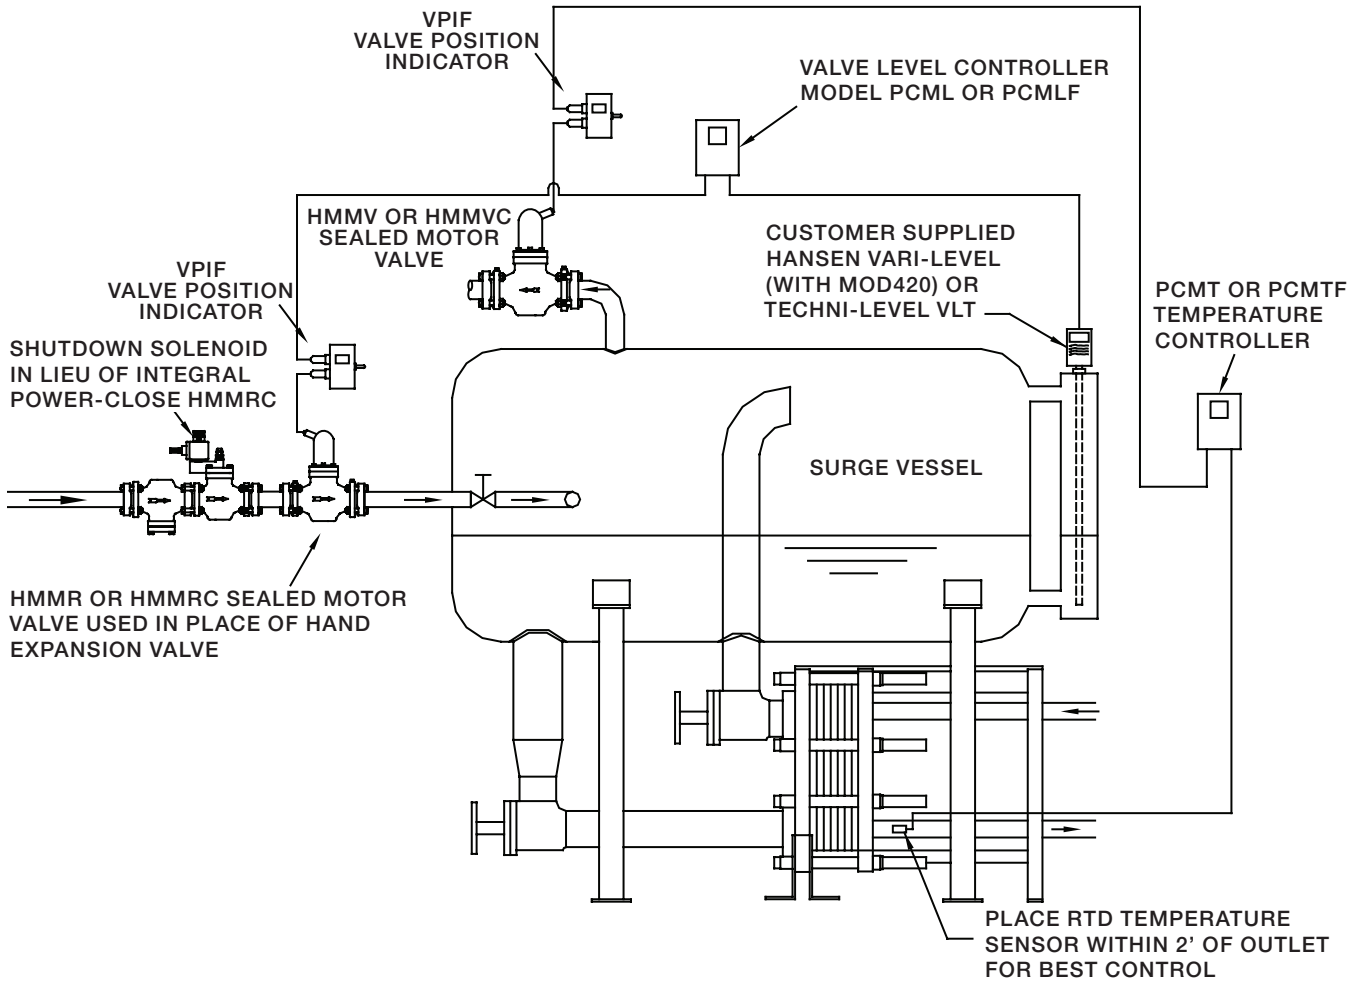 VPIF
VALVE POSITION
INDICATOR
VALVE LEVEL CONTROLLER
MODEL PCML OR PCMLF
HMMV OR HMMVC
SEALED MOTOR
VALVE
CUSTOMER SUPPLIED
HANSEN VARI-LEVEL
(WITH MOD420) OR
TECHNI-LEVEL VLT
VPIF
VALVE POSITION
INDICATOR
PCMT OR PCMTF
TEMPERATURE
CONTROLLER
SHUTDOWN SOLENOID
IN LIEU OF INTEGRAL
POWER-CLOSE HMMRC
SURGE VESSEL
HMMR OR HMMRC SEALED MOTOR
VALVE USED IN PLACE OF HAND
EXPANSION VALVE
PLACE RTD TEMPERATURE
SENSOR WITHIN 2' OF OUTLET
FOR BEST CONTROL